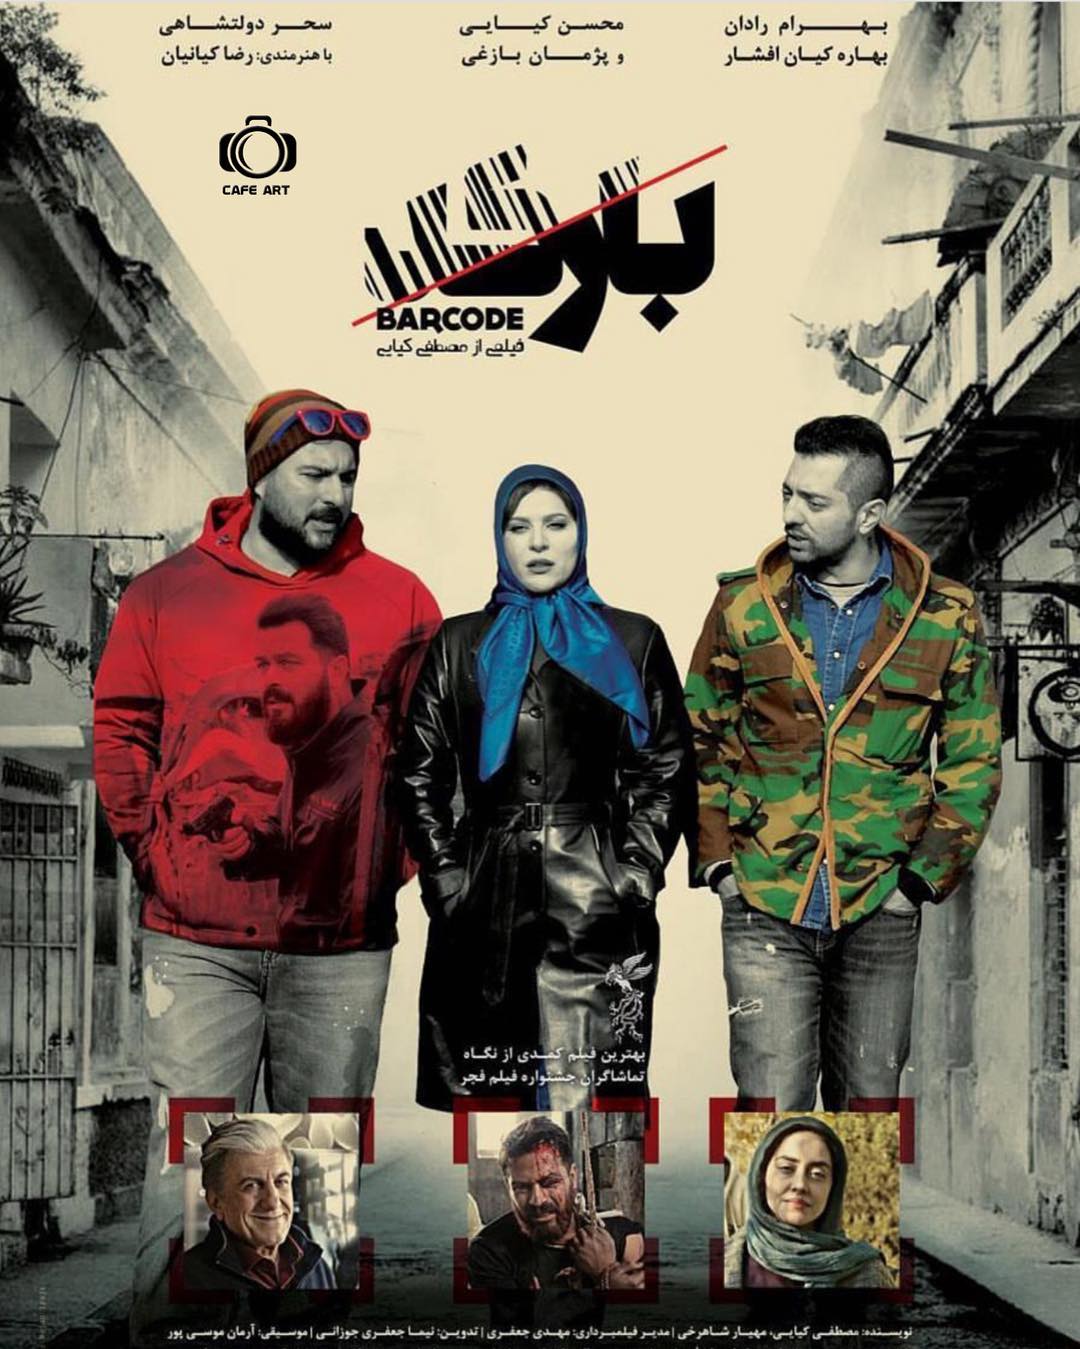 بهرام رادان
محسن کیایی
سحر دولتشاهی
بهاره کیان افشار
و پژمان بازغی
با هنرمندی: رضا کیانیان
CAFE ART
بارکد
BARCODE
فیلمی از مصطفی کیایی
بهترین فیلم کمدی از نگاه
تماشاگران جشنواره فیلم فجر
نویسنده: مصطفی کیایی، مهیار شاهرخی | مدیر فیلمبرداری: مهدی جعفری | تدوین: نیما جعفری جوزانی | موسیقی: آرمان موسی پور